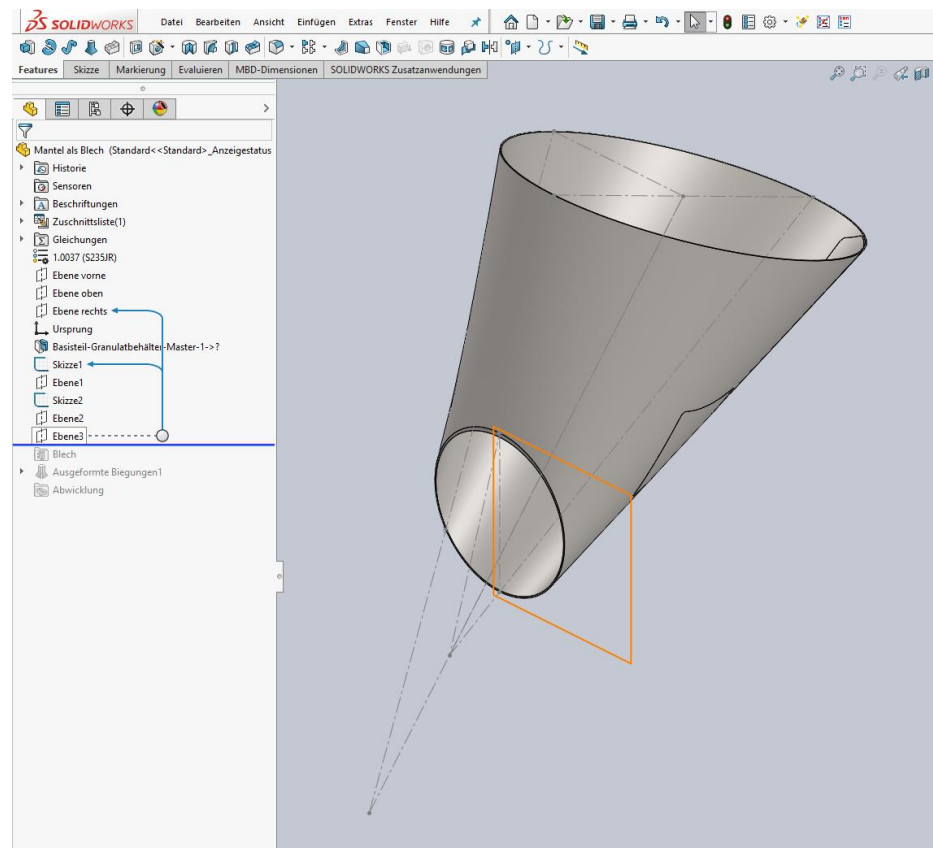 SOLIDWORKS Datei Bearbeiten Ansicht Einfügen Extras Fenster Hilfe
Features Skizze Markierung Evaluieren MBD-Dimensionen SOLIDWORKS Zusatzanwendungen
Mantel als Blech (Standard<<Standard>_Anzeigestatus
Historie
Sensoren
Beschriftungen
Zuschnittsliste(1)
Gleichungen
1.0037 (S235JR)
Ebene vorne
Ebene oben
Ebene rechts
Ursprung
Basisteil-Granulatbehälter-Master-1->?
Skizze1
Ebene1
Skizze2
Ebene2
Ebene3
Blech
Ausgeformte Biegungen1
Abwicklung